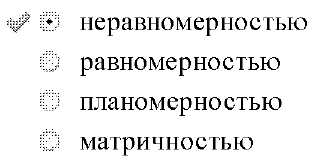 неравномерностью
равномерностью
планомерностью
матричностью